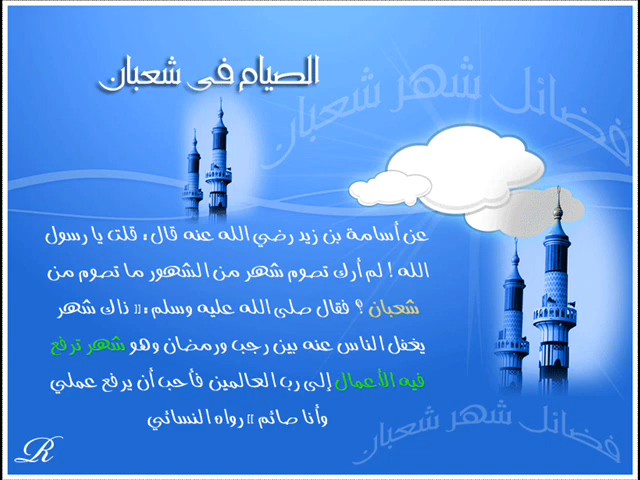 الصيام فى شعبان
فضائل شهر شعبان
عن أسامة بن زيد رضي الله عنه قال : قلت يا رسول
الله ! لم أرك تصوم شهر من الشهور ما تصوم من
شعبان ؟ فقال صلى الله عليه وسلم : (( ذاك شهر
يغفل الناس عنه بين رجب ورمضان وهو شهر ترفع
فيه الأعمال إلى رب العالمين فأحب أن يرفع عملي
وأنا صائم )) رواه النسائي
فضائل شهر شعبان
R